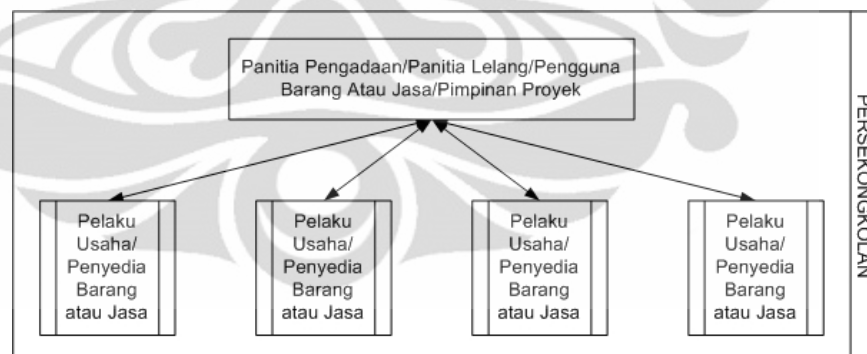 Panitia Pengadaan/Panitia Lelang/Pengguna
Barang Atau Jasa/Pimpinan Proyek
Pelaku
Usaha/
Penyedia
Barang
atau Jasa
Pelaku
Usaha/
Penyedia
Barang
atau Jasa
Pelaku
Usaha/
Penyedia
Barang
atau Jasa
Pelaku
Usaha/
Penyedia
Barang
atau Jasa
PERSEKONGKOLAN